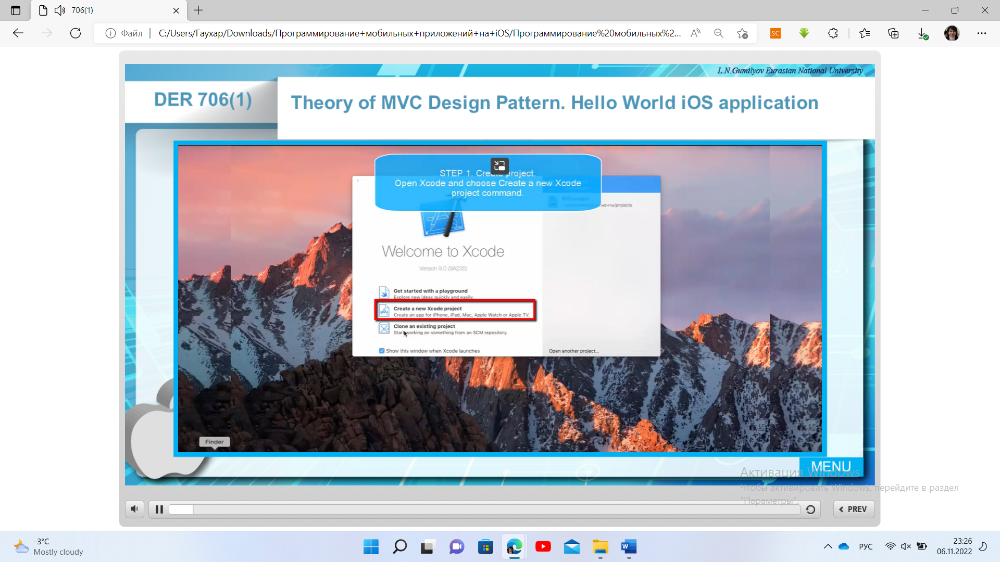 706(1)
Файл
C:/Users/Гаухар/Downloads/Программирование+мобильных+приложений+на+iOS/Программирование%20мобильных%2...
SC
L.N.Gumilyov Eurasian National University
DER 706(1)
Theory of MVC Design Pattern. Hello World iOS application
STEP 1. Create project.
Open Xcode and choose Create a new Xcode
project command.
Welcome to Xcode
Version 9.0 (9A235)
Get started with a playground
Explore new ideas quickly and easily.
Create a new Xcode project
Create an app for iPhone, iPad, Mac, Apple Watch or Apple TV.
Clone an existing project
Start working on something from an SCM repository.
Show this window when Xcode launches
Open another project...
Finder
MENU
Активация Windows
Чтобы активировать Windows, перейдите в раздел
"Параметры".
PREV
-3°C
Mostly cloudy
РУС
23:26
06.11.2022